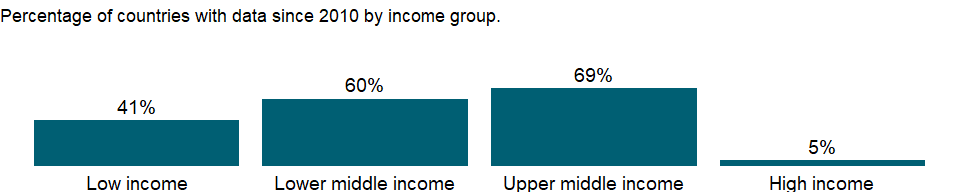 Percentage of countries with data since 2010 by income group.
69%
60%
41%
5%
Low income Lower middle income Upper middle income High income